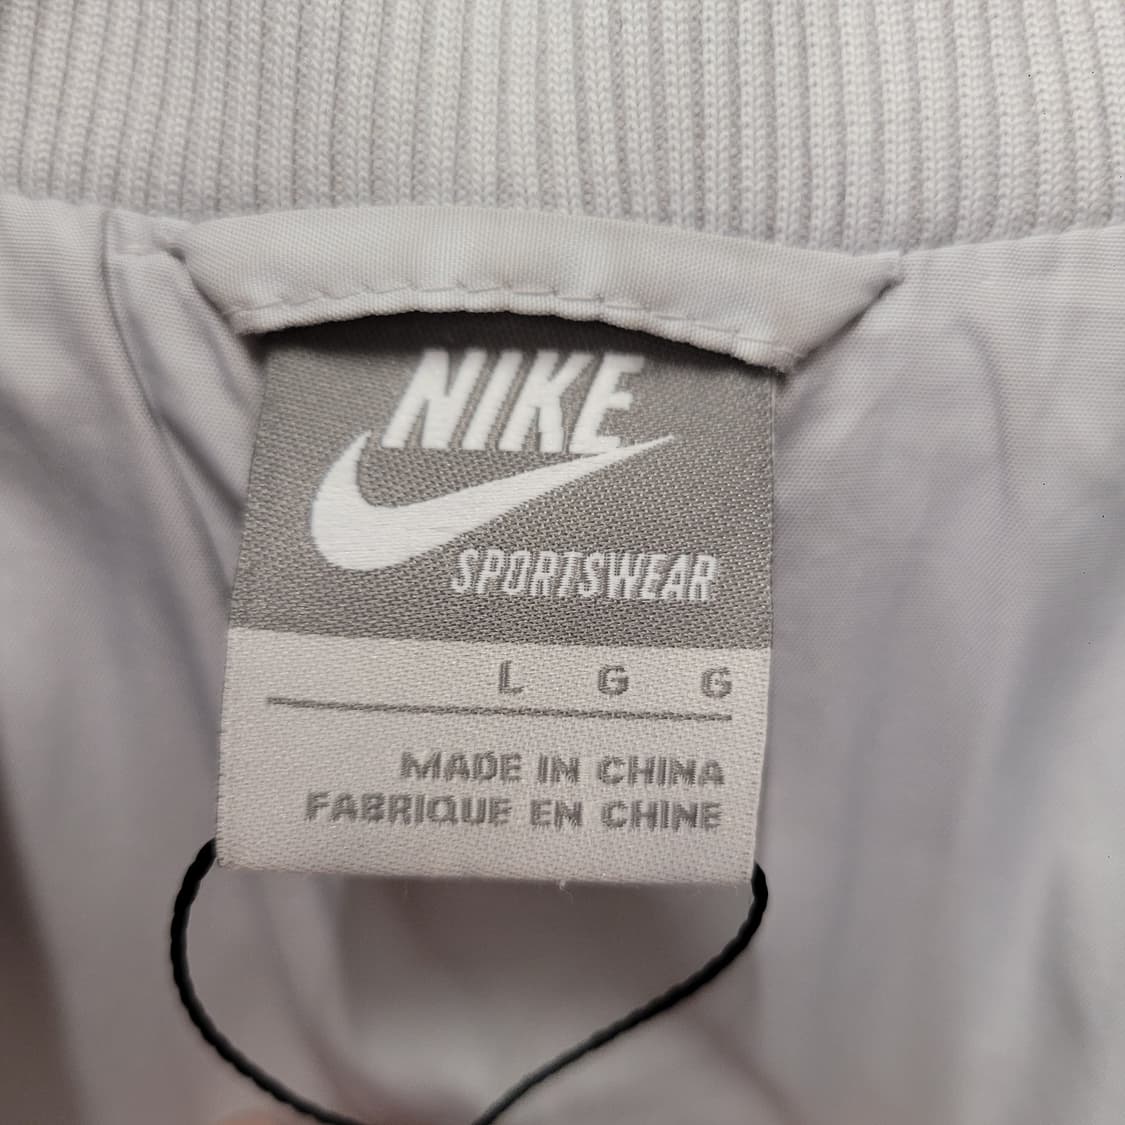 NIKE
SPORTSWEAR
L G G
MADE IN CHINA
FABRIQUE EN CHINE